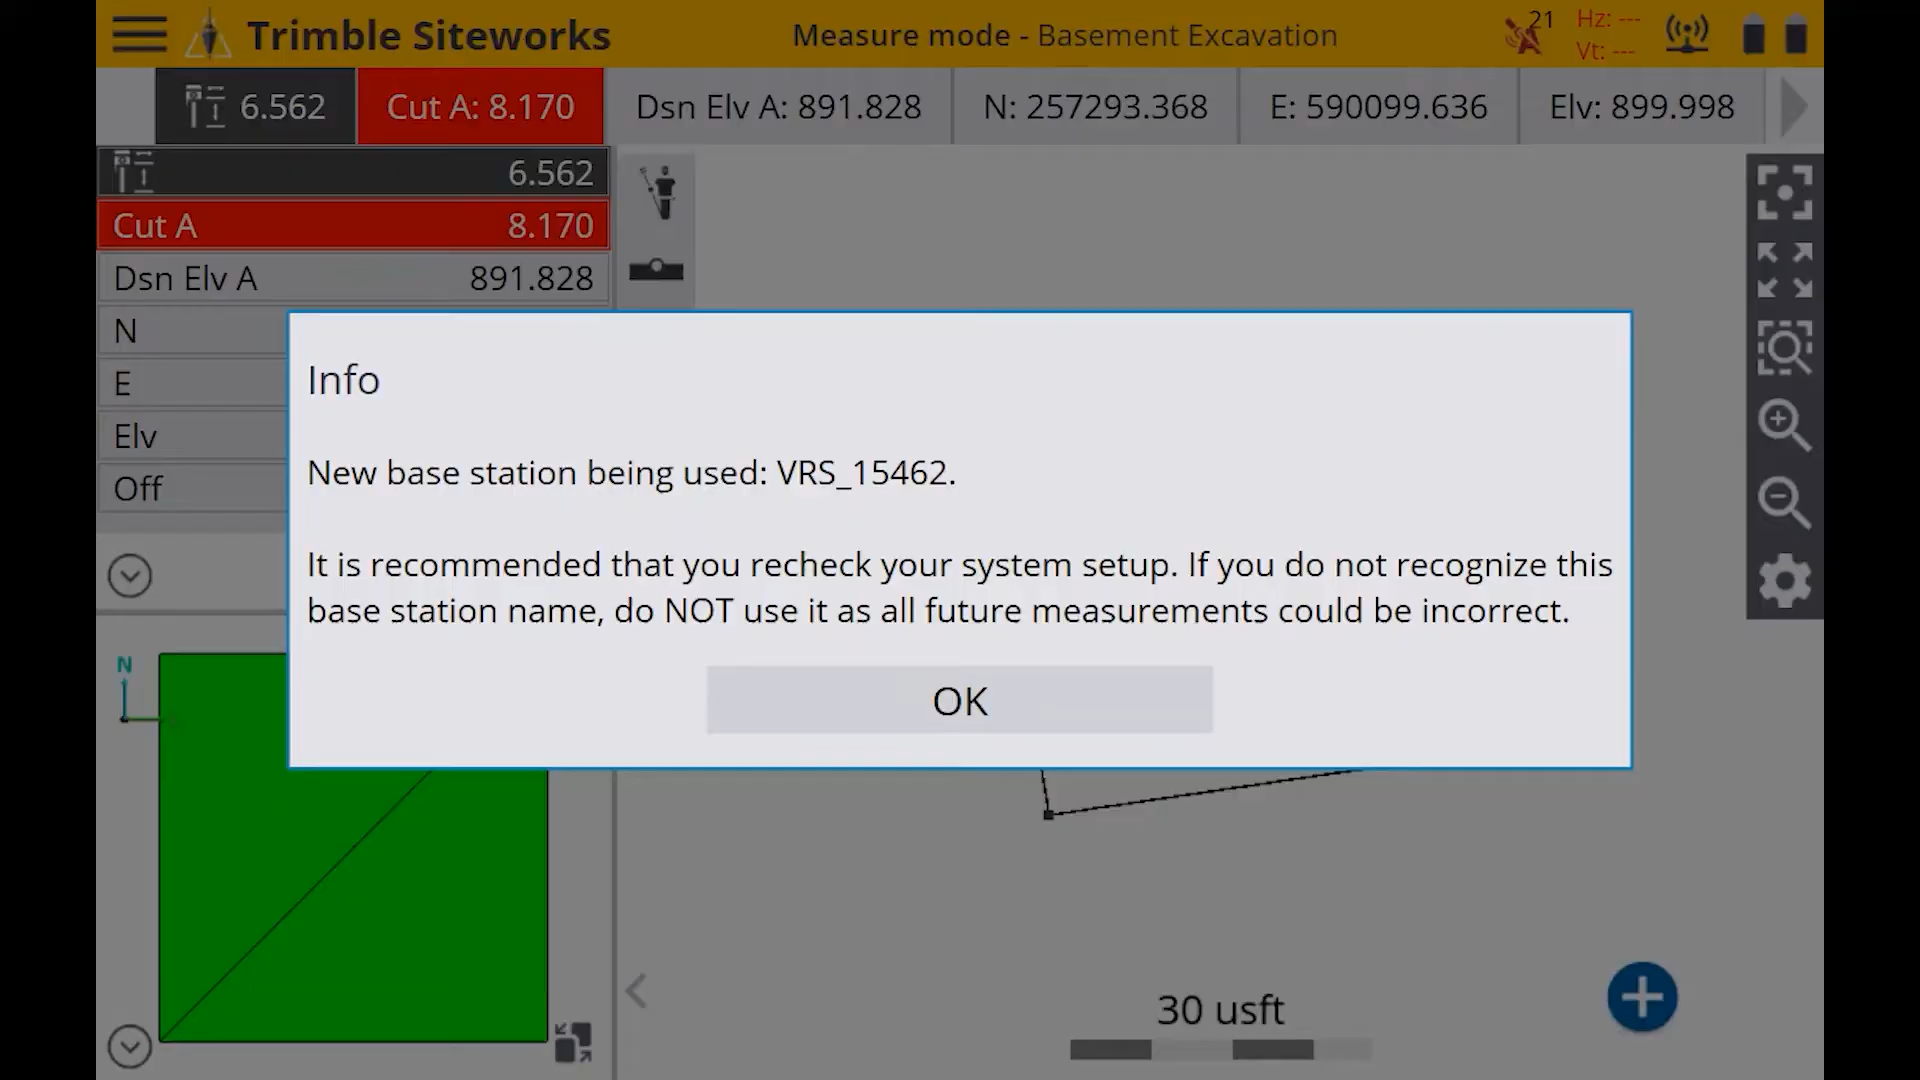 Trimble Siteworks
Measure mode - Basement Excavation
21
Hz: ---
Vt: ---
6.562
Cut A: 8.170
Dsn Elv A: 891.828
N: 257293.368
E: 590099.636
Elv: 899.998
6.562
Cut A 8.170
Dsn Elv A 891.828
N
E
Elv
Off
Info
New base station being used: VRS_15462.
It is recommended that you recheck your system setup. If you do not recognize this
base station name, do NOT use it as all future measurements could be incorrect.
OK
N
30 usft